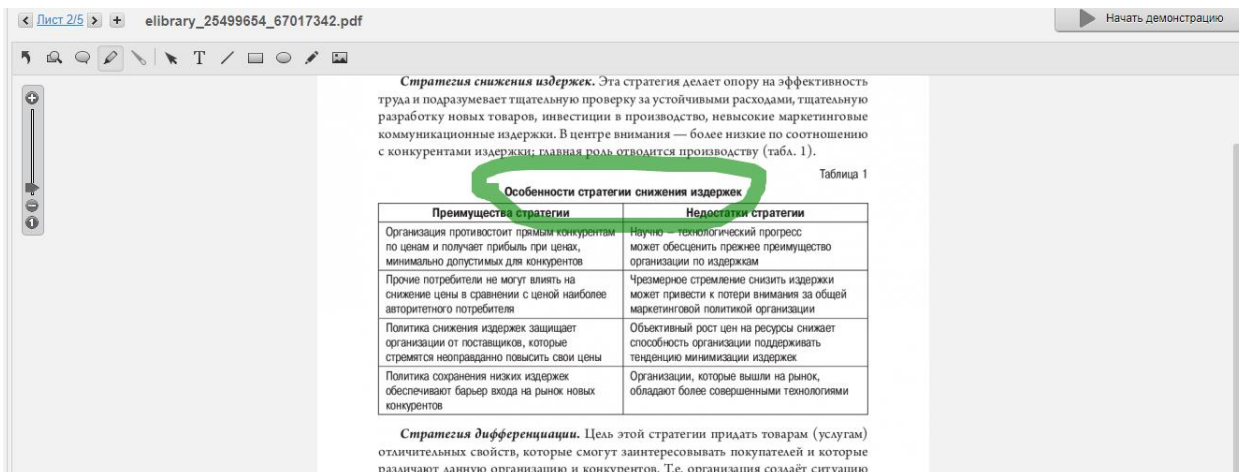 Лист 2/5
elibrary_25499654_67017342.pdf
Начать демонстрацию
Стратегия снижения издержек. Эта стратегия делает опору на эффективность
труда и подразумевает тщательную проверку за устойчивыми расходами, тщательную
разработку новых товаров, инвестиции в производство, невысокие маркетинговые
коммуникационные издержки. В центре внимания — более низкие по соотношению
с конкурентами издержки; главная роль отводится производству (табл. 1).
Таблица 1
Особенности стратегии снижения издержек
Преимущества стратегии
Недостатки стратегии
Организация противостоит прямым конкурентам
по ценам и получает прибыль при ценах,
минимально допустимых для конкурентов
Научно – технологический прогресс
может обесценить прежнее преимущество
организации по издержкам
Прочие потребители не могут влиять на
снижение цены в сравнении с ценой наиболее
авторитетного потребителя
Чрезмерное стремление снизить издержки
может привести к потери внимания за общей
маркетинговой политикой организации
Политика снижения издержек защищает
организации от поставщиков, которые
стремятся неоправданно повысить свои цены
Объективный рост цен на ресурсы снижает
способность организации поддерживать
тенденцию минимизации издержек
Политика сохранения низких издержек
обеспечивают барьер входа на рынок новых
конкурентов
Организации, которые вышли на рынок,
обладают более совершенными технологиями
Стратегия дифференциации. Цель этой стратегии придать товарам (услугам)
отличительных свойств, которые смогут заинтересовывать покупателей и которые
различают данную организацию и конкурентов. Т.е. организация создаёт ситуацию